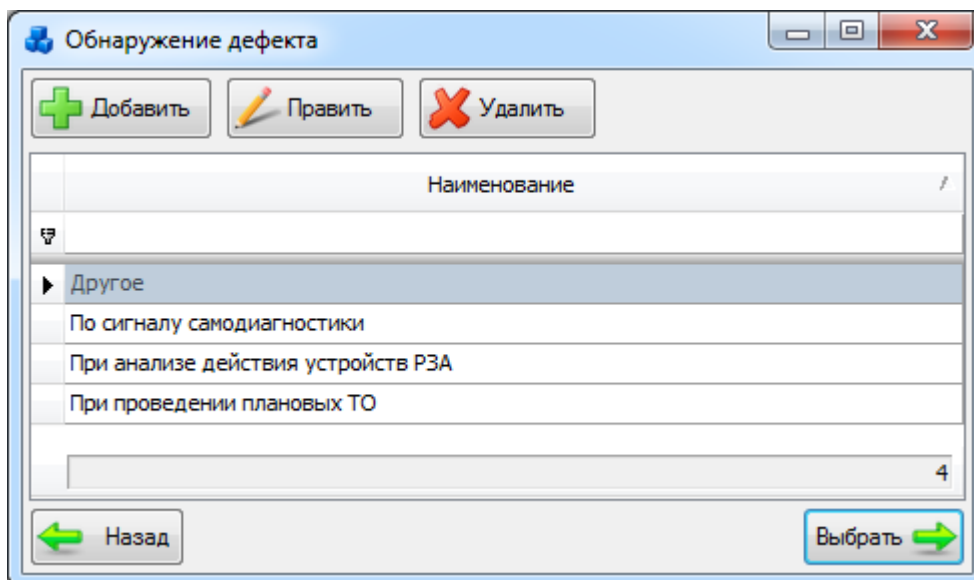 Обнаружение дефекта
Добавить Править Удалить
Наименование
Другое
По сигналу самодиагностики
При анализе действия устройств РЗА
При проведении плановых ТО
4
Назад Выбрать